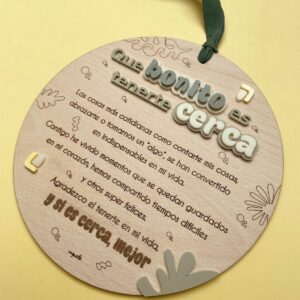 Que bonito es
tenerte cerca
Las cosas más cotidianas como contarte mis cosas,
abrazarte o tomarnos un "algo", se han convertido
en indispensables en mi vida.
Contigo he vivido momentos que se quedan guardados
en mi corazón, hemos compartido tiempos difíciles
y otros super felices.
Agradezco el tenerte en mi vida.
y si es cerca, mejor